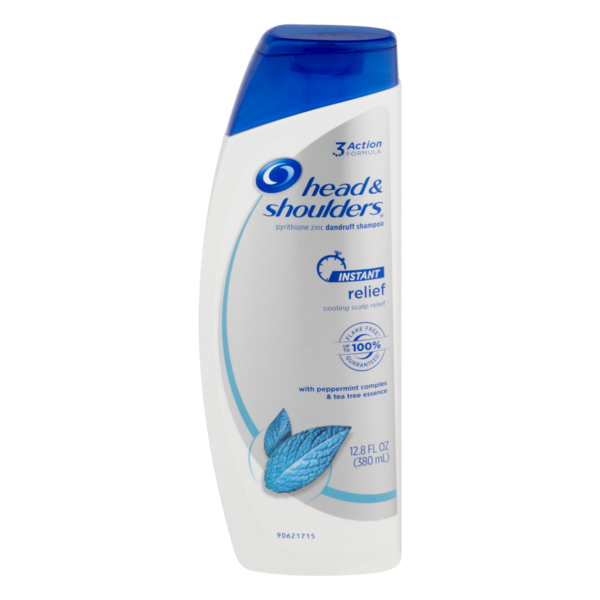 3 Action
FORMULA
head &
shoulders®
pyrithione zinc dandruff shampoo
INSTANT
relief
cooling scalp relief
FLAKE FREE*
UP TO 100%
GUARANTEED
with peppermint complex
& tea tree essence
12.8 FL OZ
(380 mL)
90621715